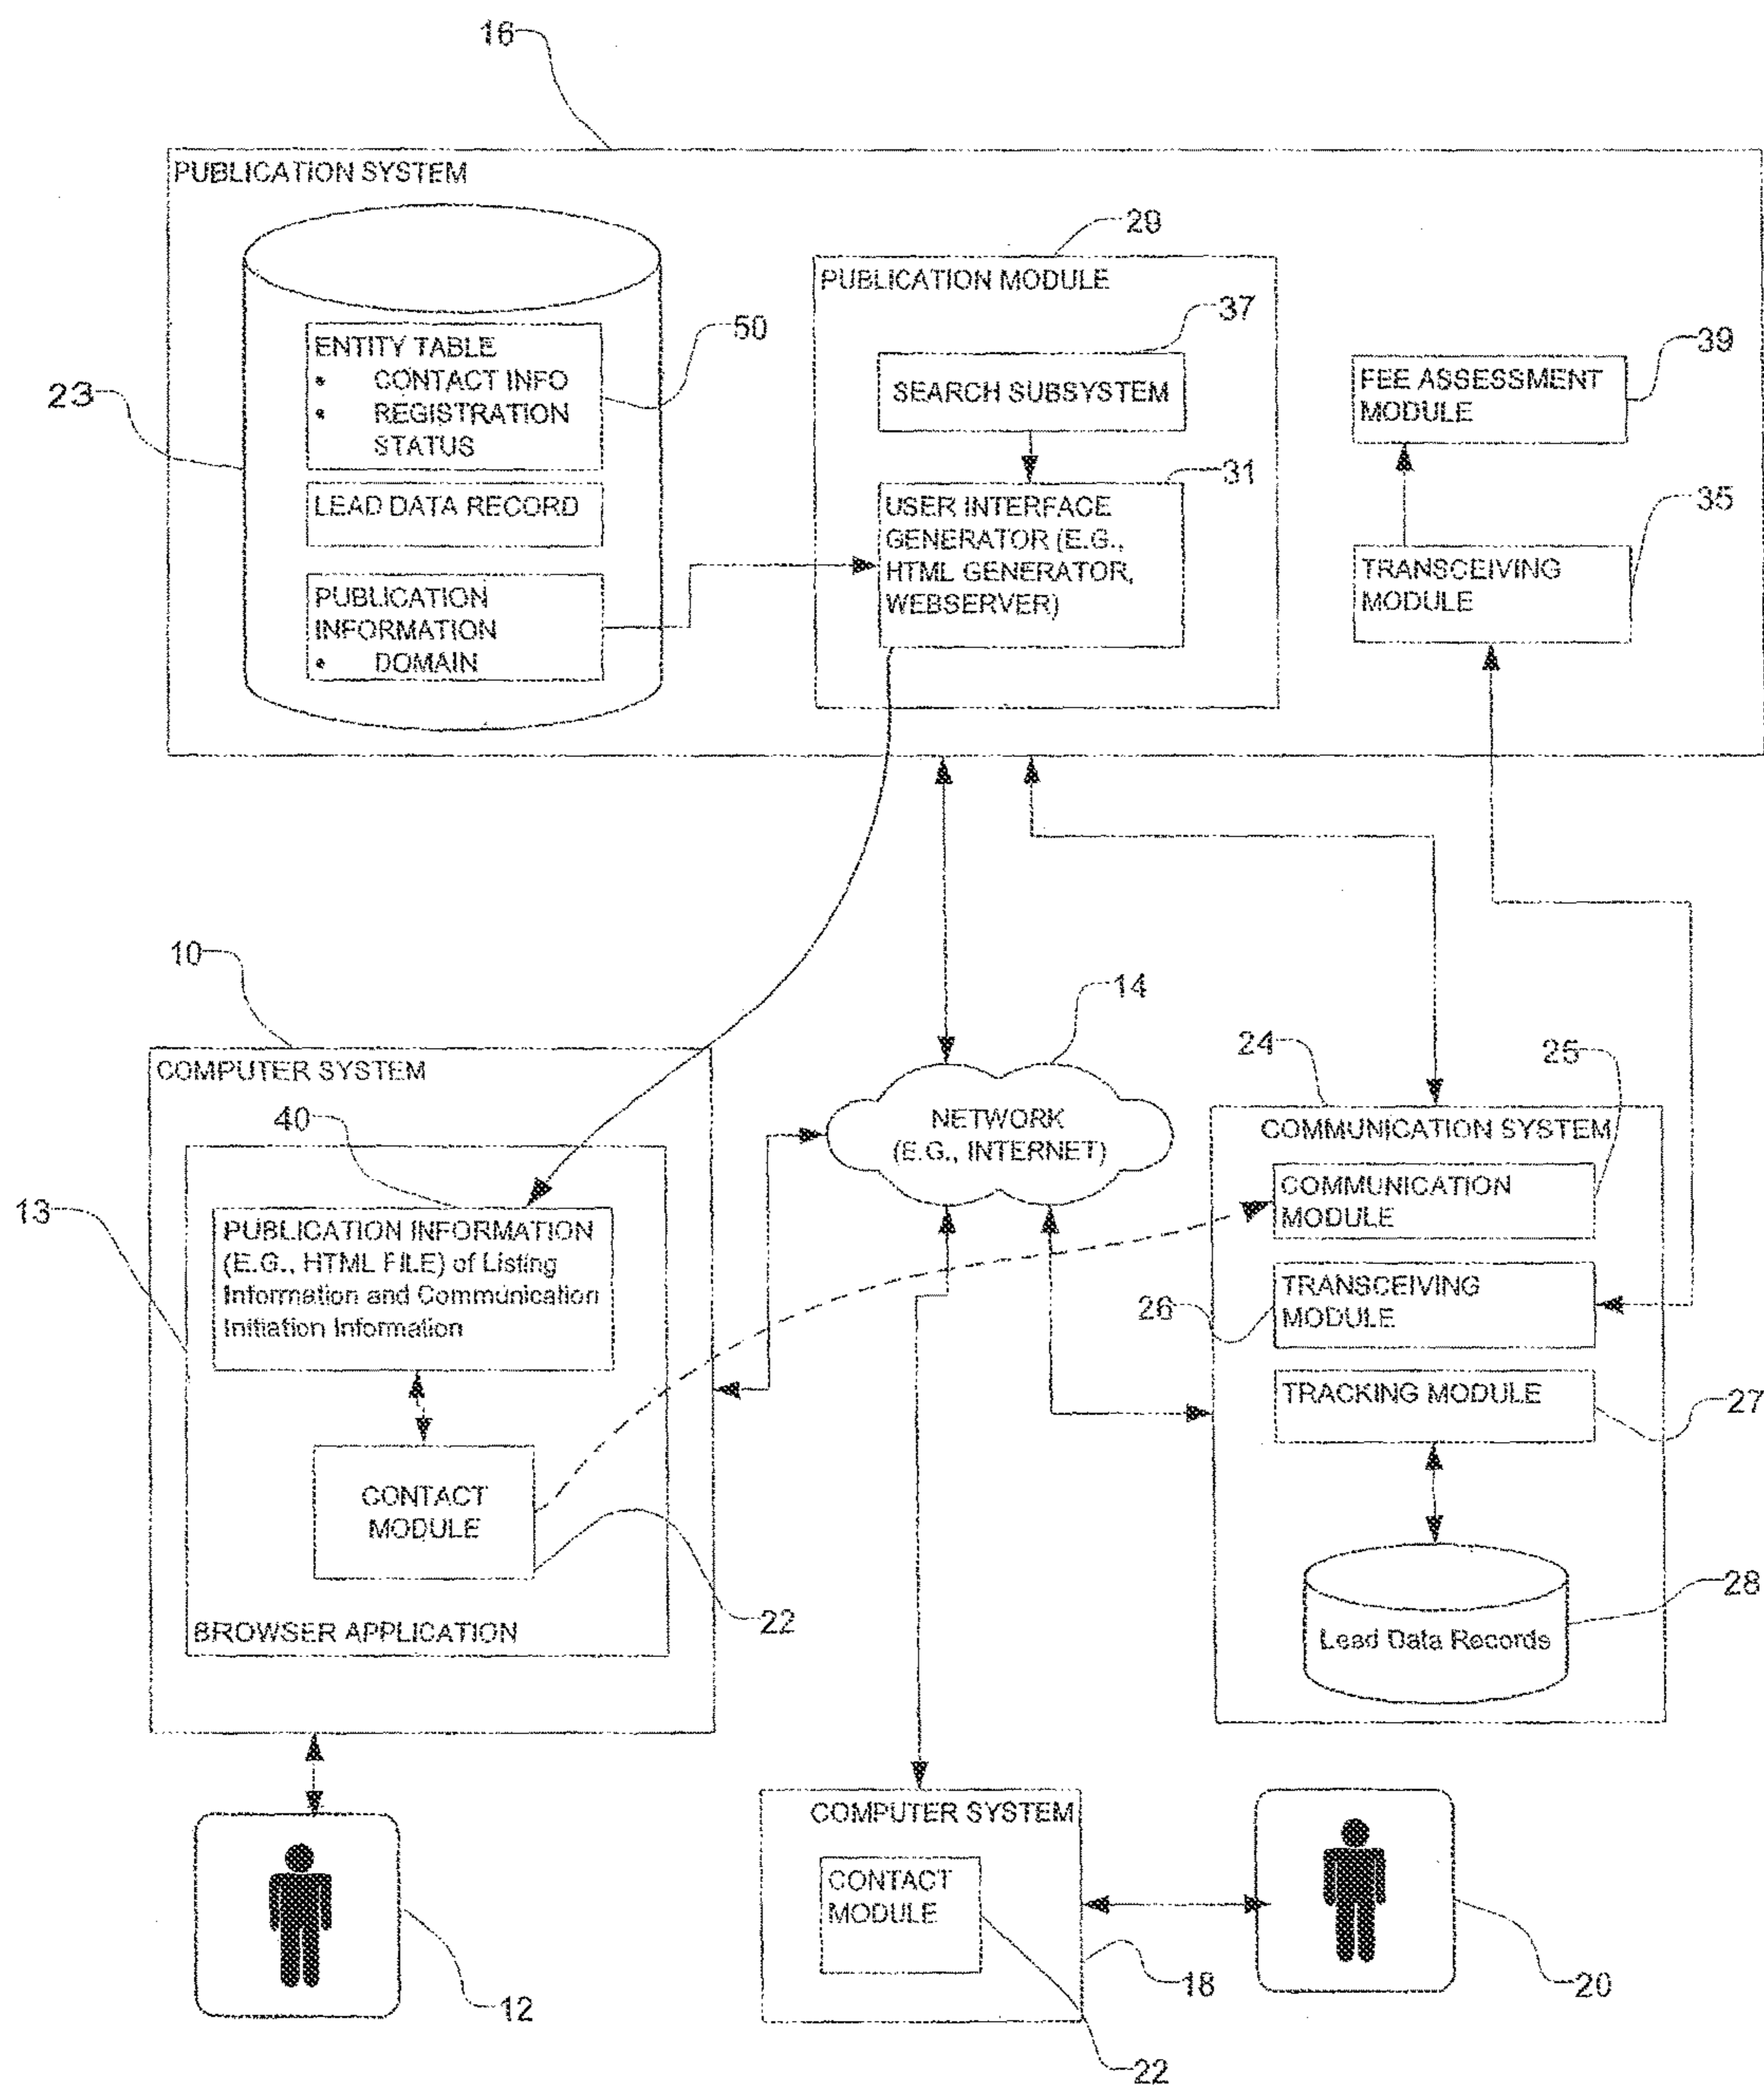 16
PUBLICATION SYSTEM
29
PUBLICATION MODULE
37
SEARCH SUBSYSTEM
50
ENTITY TABLE
• CONTACT INFO
• REGISTRATION
STATUS
23
LEAD DATA RECORD
PUBLICATION
INFORMATION
• DOMAIN
31
USER INTERFACE
GENERATOR (E.G.,
HTML GENERATOR,
WEBSERVER)
39
FEE ASSESSMENT
MODULE
35
TRANSCEIVING
MODULE
10
COMPUTER SYSTEM
40
13
PUBLICATION INFORMATION
(E.G., HTML FILE) of Listing
Information and Communication
Initiation Information
CONTACT
MODULE
22
BROWSER APPLICATION
14
NETWORK
(E.G., INTERNET)
24
25
COMMUNICATION SYSTEM
COMMUNICATION
MODULE
26
TRANSCEIVING
MODULE
TRACKING MODULE
27
28
Lead Data Records
12
COMPUTER SYSTEM
CONTACT
MODULE
18
22
20